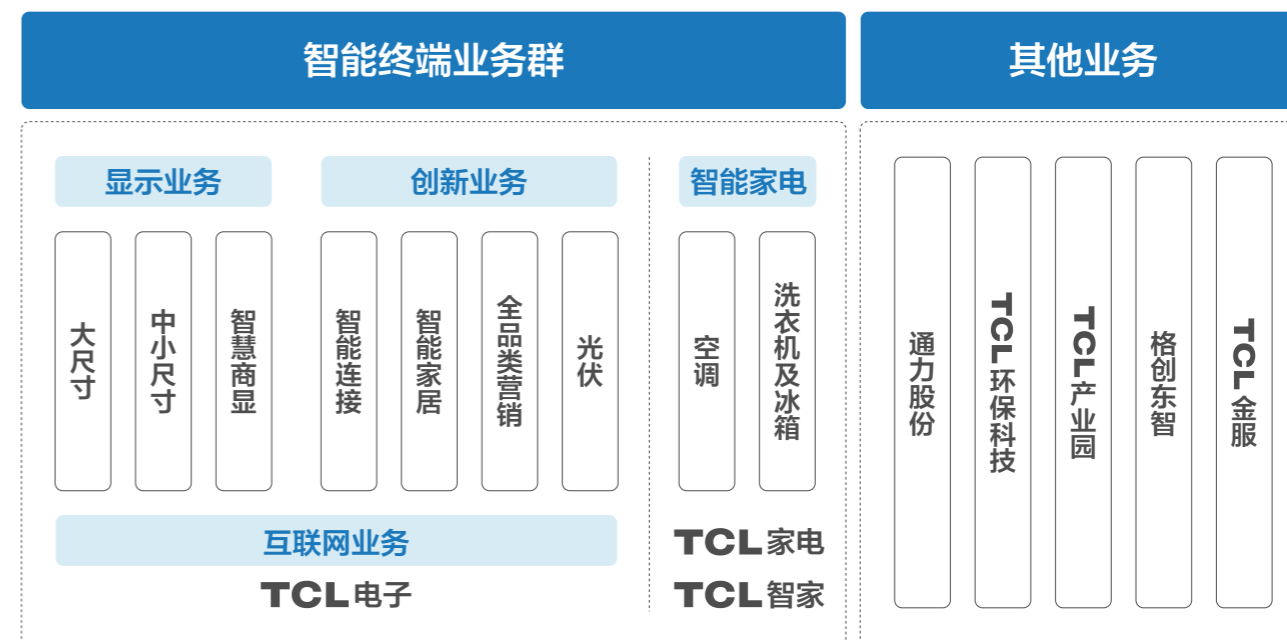 智能终端业务群
其他业务
显示业务
创新业务
智能家电
大尺寸
中小尺寸
智慧商显
智能连接
智能家居
全品类营销
光伏
空调
洗衣机及冰箱
通力股份
TCL环保科技
TCL产业园
格创东智
TCL金服
互联网业务
TCL电子
TCL家电
TCL智家